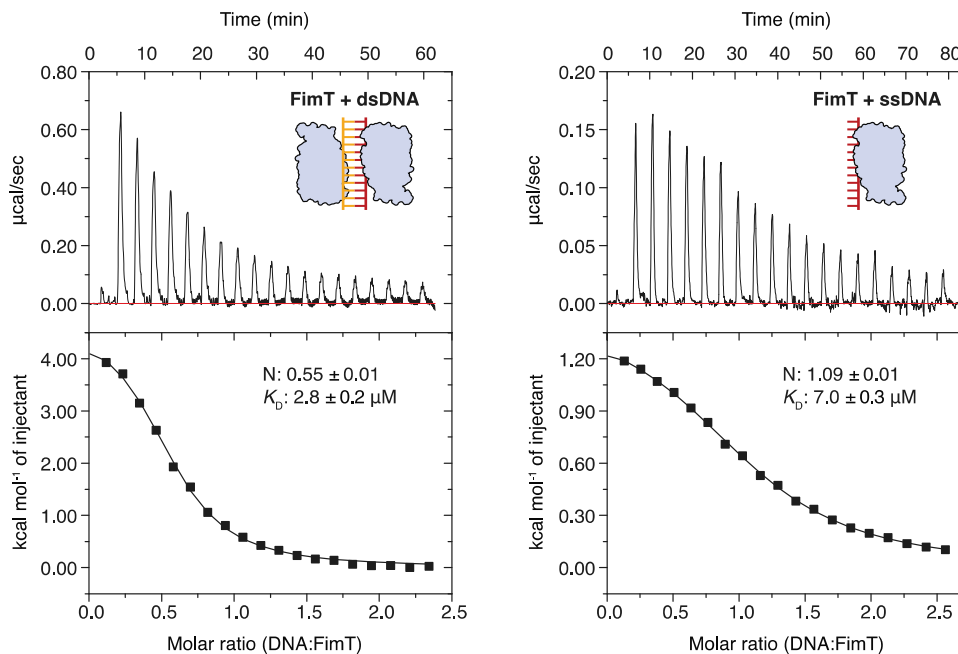 Time (min)
0 10 20 30 40 50 60
0.80
0.60
0.40
0.20
0.00
µcal/sec
FimT + dsDNA
4.00
3.00
2.00
1.00
0.00
kcal mol⁻¹ of injectant
N: 0.55 ± 0.01
K_D: 2.8 ± 0.2 µM
0.0 0.5 1.0 1.5 2.0 2.5
Molar ratio (DNA:FimT)
Time (min)
0 10 20 30 40 50 60 70 80
0.20
0.15
0.10
0.05
0.00
µcal/sec
FimT + ssDNA
1.20
0.90
0.60
0.30
0.00
kcal mol⁻¹ of injectant
N: 1.09 ± 0.01
K_D: 7.0 ± 0.3 µM
0.0 0.5 1.0 1.5 2.0 2.5
Molar ratio (DNA:FimT)